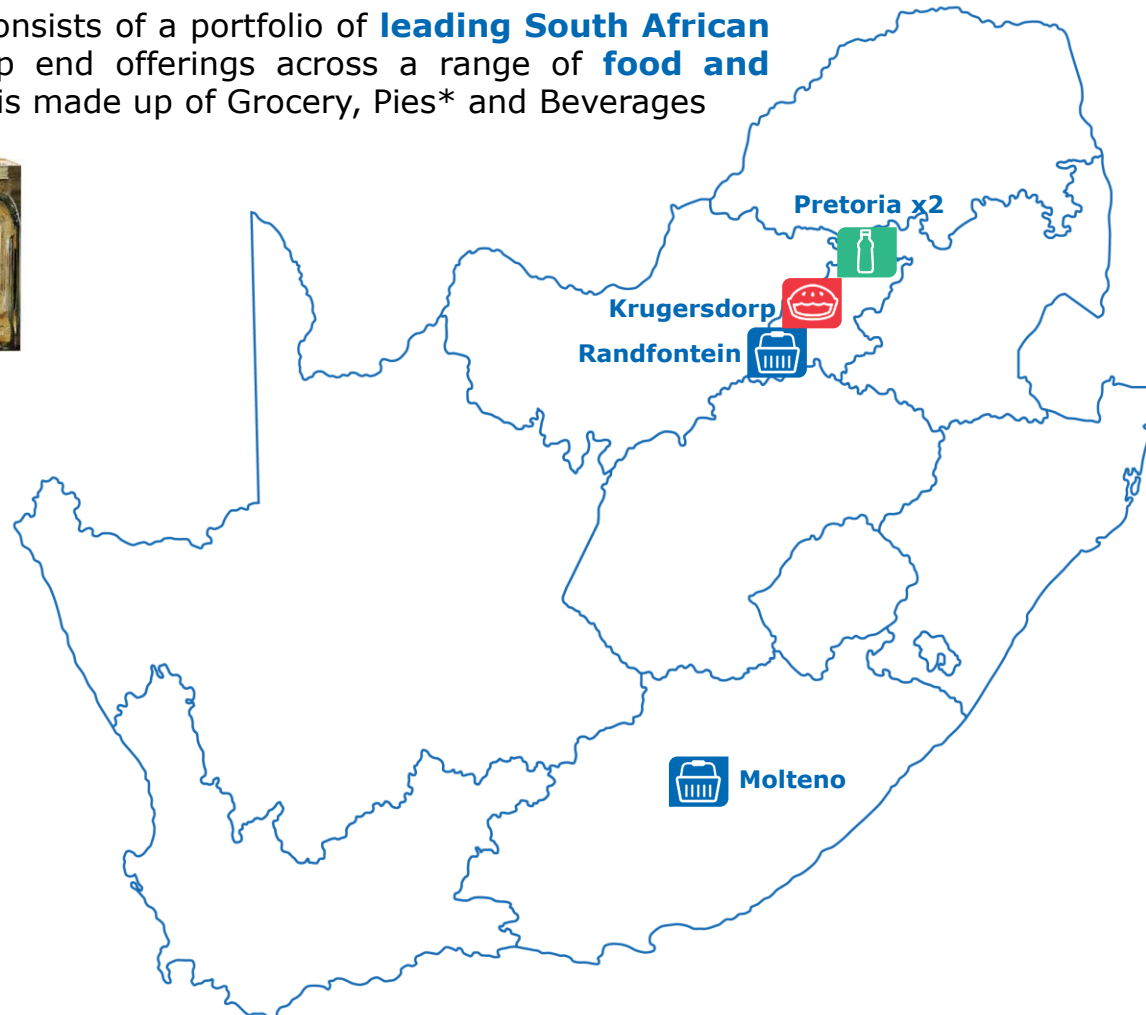 onsists of a portfolio of leading South African
p end offerings across a range of food and
is made up of Grocery, Pies* and Beverages
Pretoria x2
Krugersdorp
Randfontein
Molteno